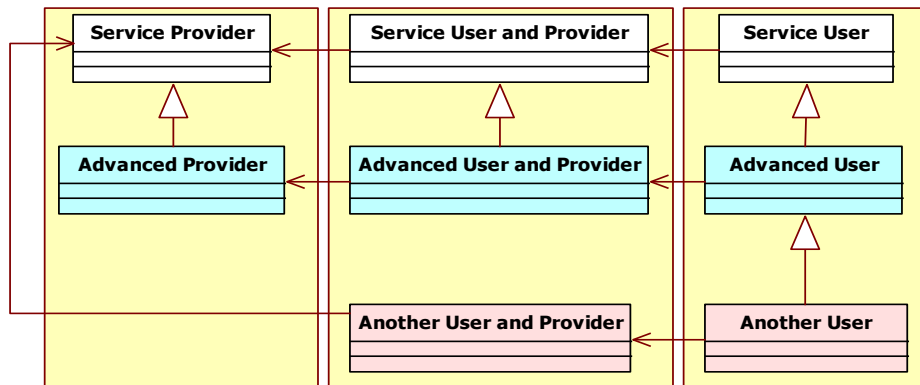 Service Provider
Service User and Provider
Service User
Advanced Provider
Advanced User and Provider
Advanced User
Another User and Provider
Another User